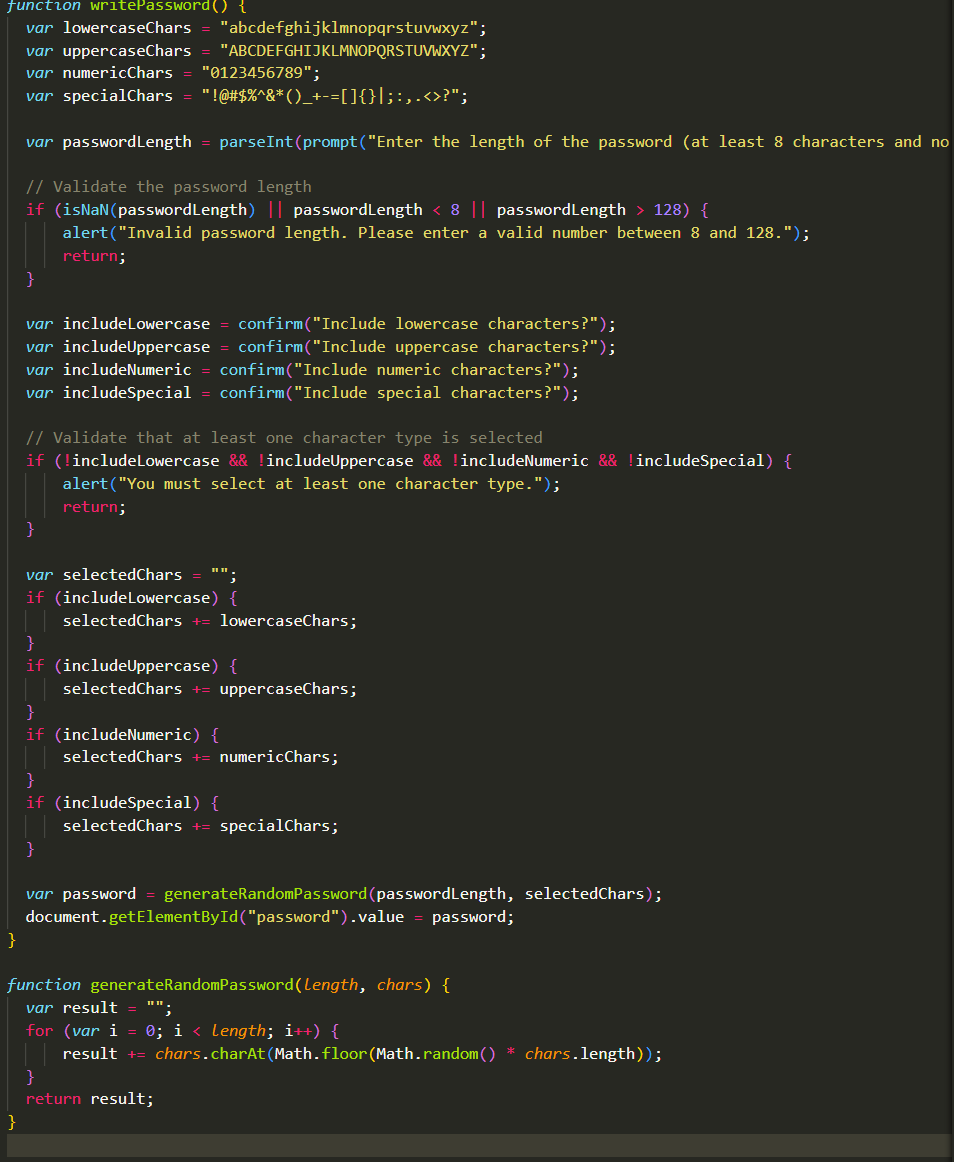 function writePassword() {
var lowercaseChars = "abcdefghijklmnopqrstuvwxyz";
var uppercaseChars = "ABCDEFGHIJKLMNOPQRSTUVWXYZ";
var numericChars = "0123456789";
var specialChars = "!@#$%^&*()_+-=[]{}|;:,.<>?";
var passwordLength = parseInt(prompt("Enter the length of the password (at least 8 characters and no
// Validate the password length
if (isNaN(passwordLength) || passwordLength < 8 || passwordLength > 128) {
alert("Invalid password length. Please enter a valid number between 8 and 128.");
return;
}
var includeLowercase = confirm("Include lowercase characters?");
var includeUppercase = confirm("Include uppercase characters?");
var includeNumeric = confirm("Include numeric characters?");
var includeSpecial = confirm("Include special characters?");
// Validate that at least one character type is selected
if (!includeLowercase && !includeUppercase && !includeNumeric && !includeSpecial) {
alert("You must select at least one character type.");
return;
}
var selectedChars = "";
if (includeLowercase) {
selectedChars += lowercaseChars;
}
if (includeUppercase) {
selectedChars += uppercaseChars;
}
if (includeNumeric) {
selectedChars += numericChars;
}
if (includeSpecial) {
selectedChars += specialChars;
}
var password = generateRandomPassword(passwordLength, selectedChars);
document.getElementById("password").value = password;
}
function generateRandomPassword(length, chars) {
var result = "";
for (var i = 0; i < length; i++) {
result += chars.charAt(Math.floor(Math.random() * chars.length));
}
return result;
}